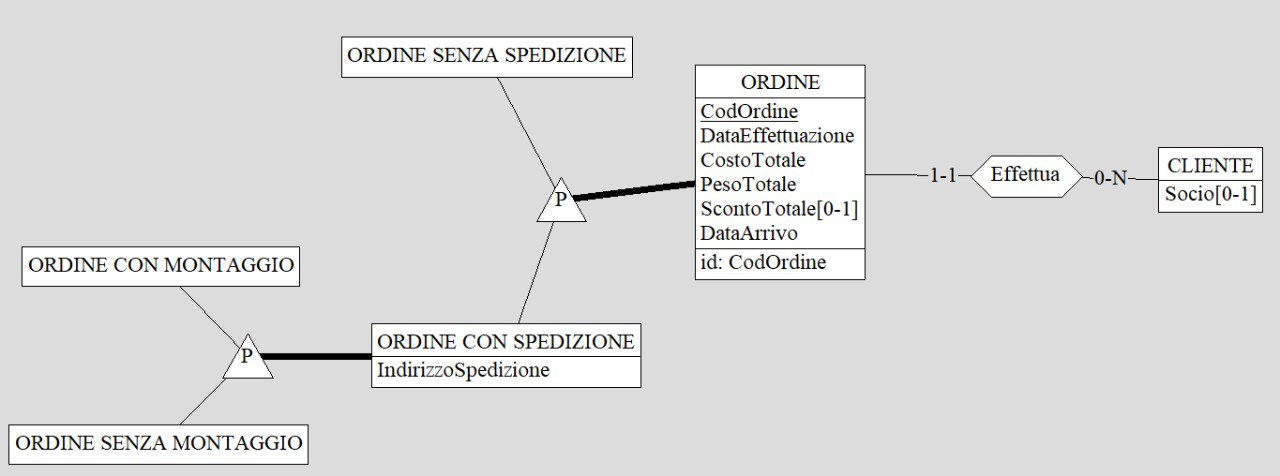 ORDINE SENZA SPEDIZIONE
ORDINE
CodOrdine
DataEffettuazione
CostoTotale
PesoTotale
ScontoTotale[0-1]
DataArrivo
id: CodOrdine
1-1
Effettua
0-N
CLIENTE
Socio[0-1]
P
ORDINE CON MONTAGGIO
P
ORDINE CON SPEDIZIONE
IndirizzoSpedizione
ORDINE SENZA MONTAGGIO